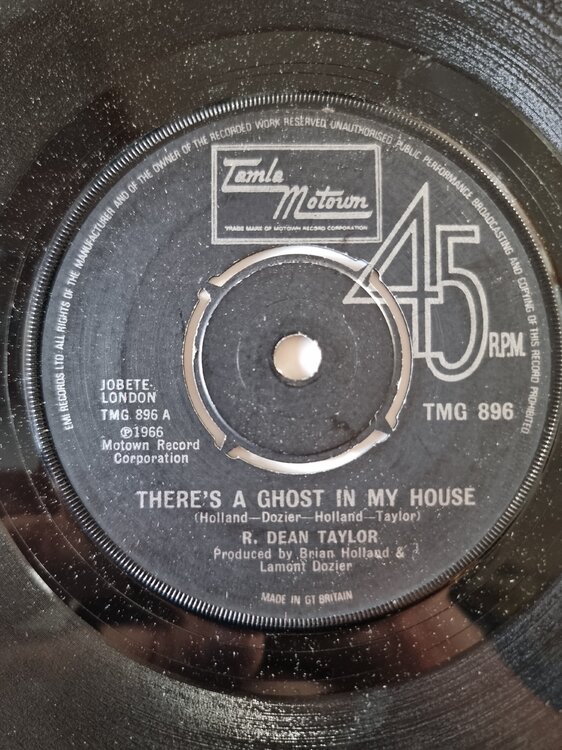 EMI RECORDS LTD ALL RIGHTS OF THE MANUFACTURER AND OF THE OWNER OF THE RECORDED WORK RESERVED UNAUTHORISED PUBLIC PERFORMANCE BROADCASTING AND COPYING OF THIS RECORD PROHIBITED
Tamla
Motown
TRADE MARK OF MOTOWN RECORD CORPORATION
45
R.P.M.
JOBETE-
LONDON
TMG 896 A
℗1966
Motown Record
Corporation
TMG 896
THERE'S A GHOST IN MY HOUSE
(Holland—Dozier—Holland—Taylor)
R. DEAN TAYLOR
Produced by Brian Holland &
Lamont Dozier
MADE IN GT BRITAIN